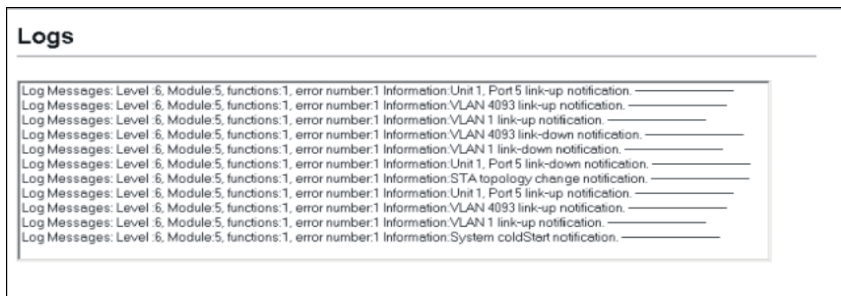 Logs
Log Messages: Level :6, Module:5, functions:1, error number:1 Information:Unit 1, Port 5 link-up notification.
Log Messages: Level :6, Module:5, functions:1, error number:1 Information:VLAN 4093 link-up notification.
Log Messages: Level :6, Module:5, functions:1, error number:1 Information:VLAN 1 link-up notification.
Log Messages: Level :6, Module:5, functions:1, error number:1 Information:VLAN 4093 link-down notification.
Log Messages: Level :6, Module:5, functions:1, error number:1 Information:VLAN 1 link-down notification.
Log Messages: Level :6, Module:5, functions:1, error number:1 Information:Unit 1, Port 5 link-down notification.
Log Messages: Level :6, Module:5, functions:1, error number:1 Information:STA topology change notification.
Log Messages: Level :6, Module:5, functions:1, error number:1 Information:Unit 1, Port 5 link-up notification.
Log Messages: Level :6, Module:5, functions:1, error number:1 Information:VLAN 4093 link-up notification.
Log Messages: Level :6, Module:5, functions:1, error number:1 Information:VLAN 1 link-up notification.
Log Messages: Level :6, Module:5, functions:1, error number:1 Information:System coldStart notification.